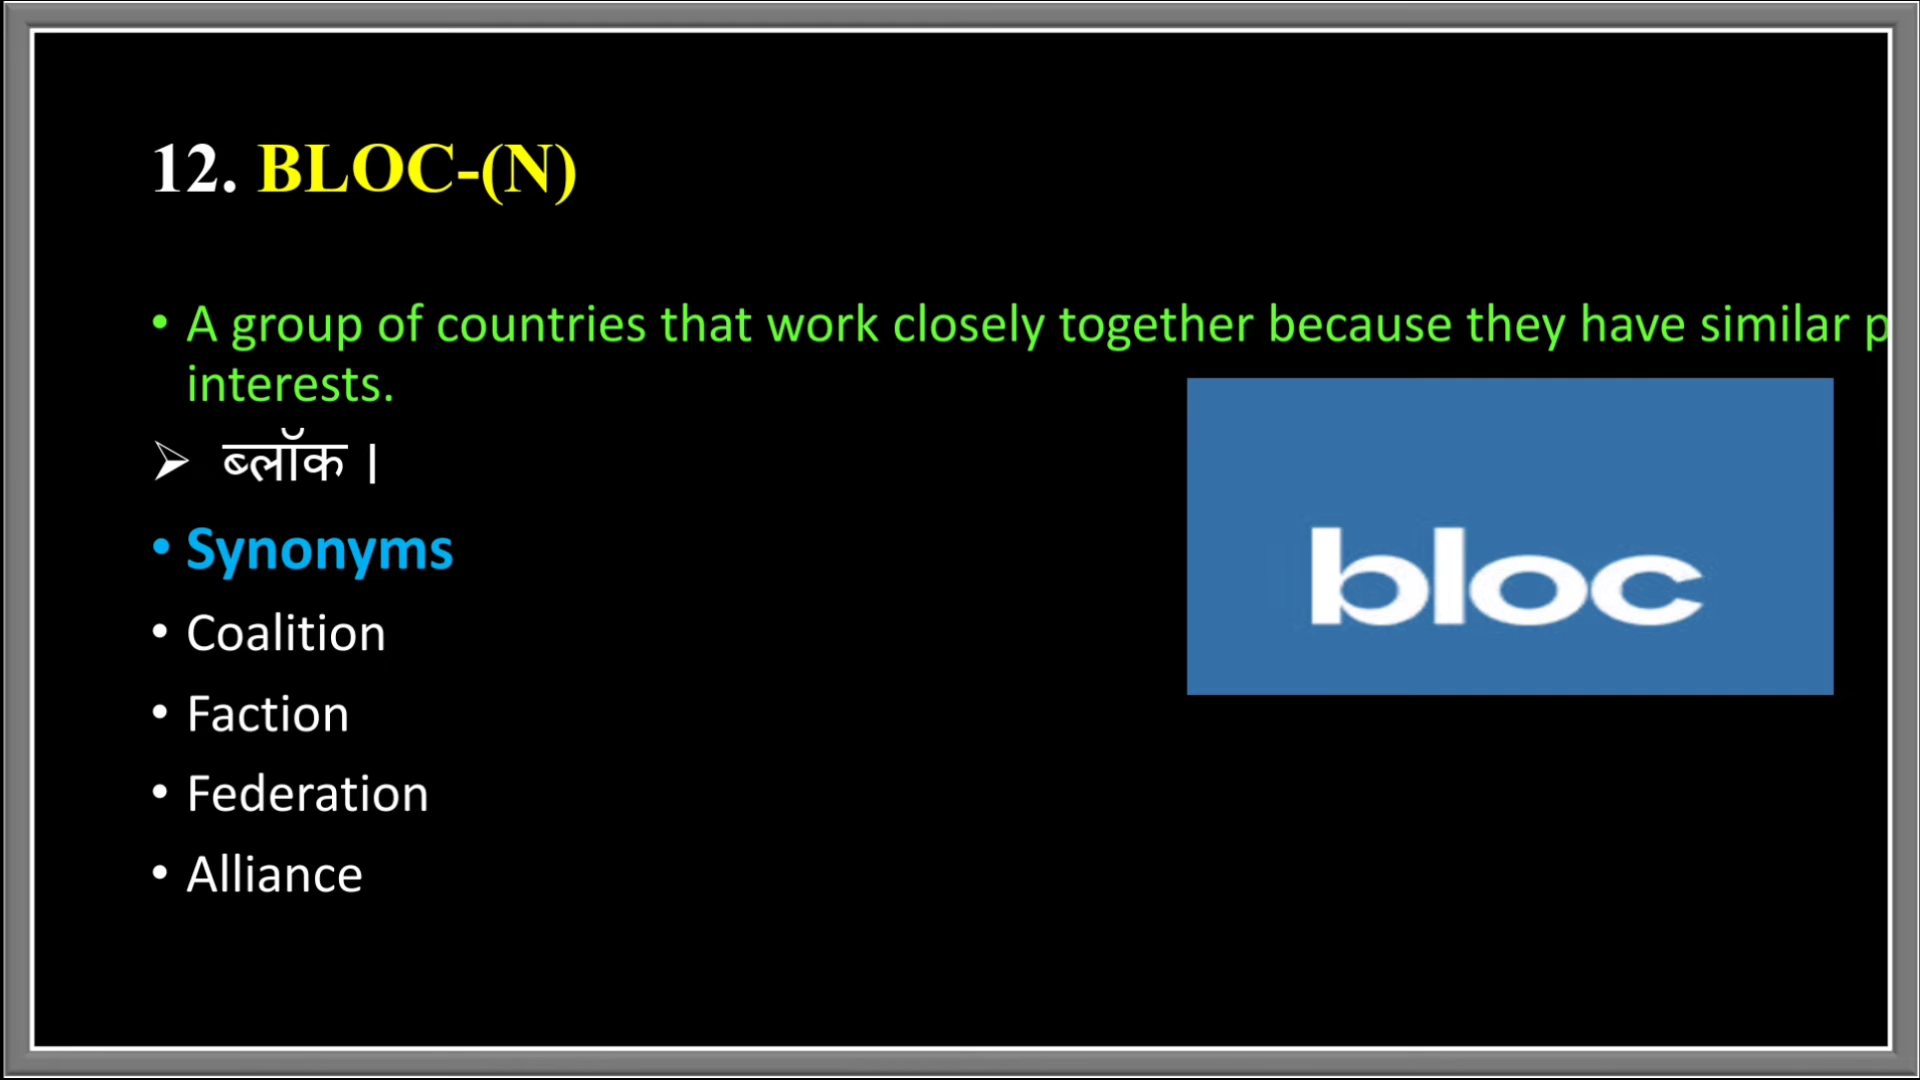 12. BLOC-(N)
• A group of countries that work closely together because they have similar
interests.
➢ ब्लॉक ।
• Synonyms
• Coalition
• Faction
• Federation
• Alliance
bloc